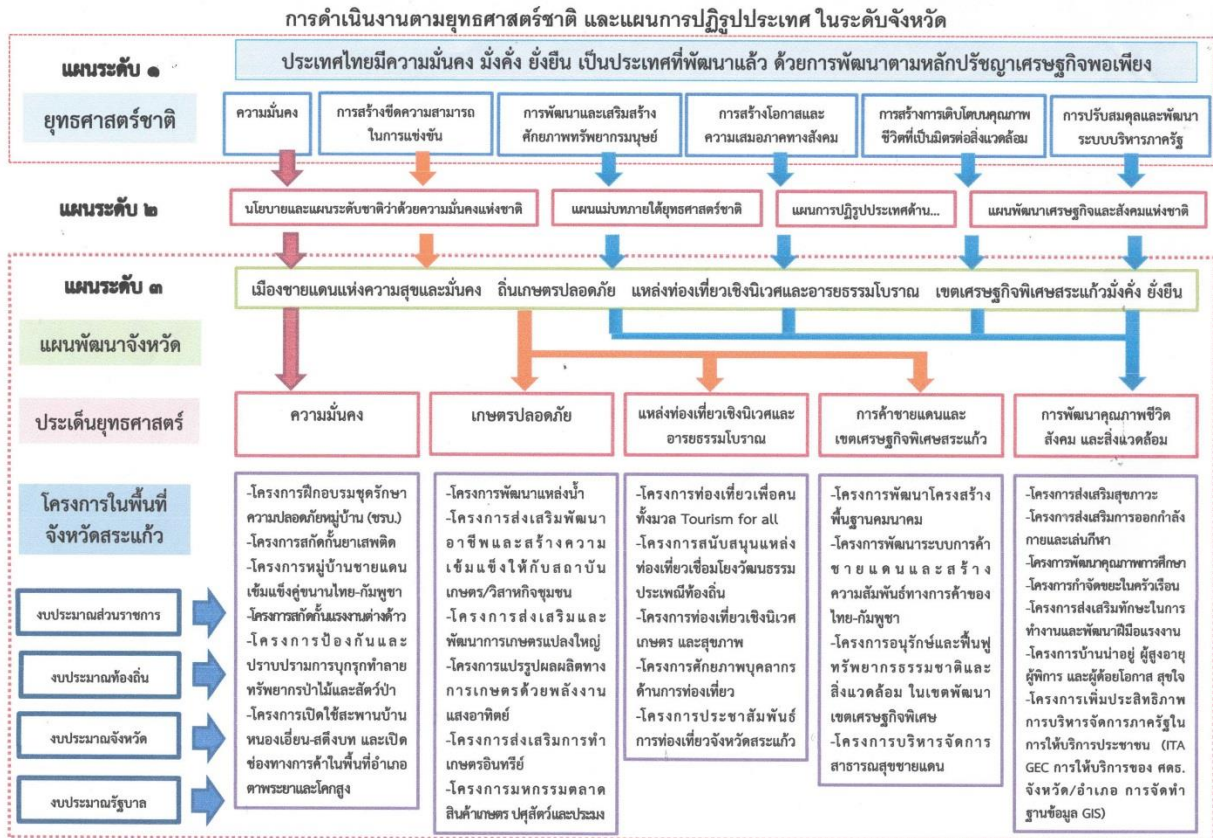 การดำเนินงานตามยุทธศาสตร์ชาติ และแผนการปฏิรูปประเทศ ในระดับจังหวัด
แผนระดับ ๑
ประเทศไทยมีความมั่นคง มั่งคั่ง ยั่งยืน เป็นประเทศที่พัฒนาแล้ว ด้วยการพัฒนาตามหลักปรัชญาเศรษฐกิจพอเพียง
ยุทธศาสตร์ชาติ
ความมั่นคง
การสร้างขีดความสามารถ
ในการแข่งขัน
การพัฒนาและเสริมสร้าง
ศักยภาพทรัพยากรมนุษย์
การสร้างโอกาสและ
ความเสมอภาคทางสังคม
การสร้างการเติบโตบนคุณภาพ
ชีวิตที่เป็นมิตรต่อสิ่งแวดล้อม
การปรับสมดุลและพัฒนา
ระบบบริหารภาครัฐ
แผนระดับ ๒
นโยบายและแผนระดับชาติว่าด้วยความมั่นคงแห่งชาติ
แผนแม่บทภายใต้ยุทธศาสตร์ชาติ
แผนการปฏิรูปประเทศด้าน...
แผนพัฒนาเศรษฐกิจและสังคมแห่งชาติ
แผนระดับ ๓
เมืองชายแดนแห่งความสุขและมั่นคง ถิ่นเกษตรปลอดภัย แหล่งท่องเที่ยวเชิงนิเวศและอารยธรรมโบราณ เขตเศรษฐกิจพิเศษสระแก้วมั่งคั่ง ยั่งยืน
แผนพัฒนาจังหวัด
ประเด็นยุทธศาสตร์
ความมั่นคง
เกษตรปลอดภัย
แหล่งท่องเที่ยวเชิงนิเวศและ
อารยธรรมโบราณ
การค้าชายแดนและ
เขตเศรษฐกิจพิเศษสระแก้ว
การพัฒนาคุณภาพชีวิต
สังคม และสิ่งแวดล้อม
โครงการในพื้นที่
จังหวัดสระแก้ว
งบประมาณส่วนราชการ
งบประมาณท้องถิ่น
งบประมาณจังหวัด
งบประมาณรัฐบาล
-โครงการฝึกอบรมชุดรักษา
ความปลอดภัยหมู่บ้าน (ชรบ.)
-โครงการสกัดกั้นยาเสพติด
-โครงการหมู่บ้านชายแดน
เข้มแข็งคู่ขนานไทย-กัมพูชา
-โครงการสกัดกั้นแรงงานต่างด้าว
-โครงการป้องกันและ
ปราบปรามการบุกรุกทำลาย
ทรัพยากรป่าไม้และสัตว์ป่า
-โครงการเปิดใช้สะพานบ้าน
หนองเอี่ยน-สตึงบท และเปิด
ช่องทางการค้าในพื้นที่อำเภอ
ตาพระยาและโคกสูง
-โครงการพัฒนาแหล่งน้ำ
-โครงการส่งเสริมพัฒนา
อาชีพและสร้างความ
เข้มแข็งให้กับสถาบัน
เกษตร/วิสาหกิจชุมชน
-โครงการส่งเสริมและ
พัฒนาการเกษตรแปลงใหญ่
-โครงการแปรรูปผลผลิตทาง
การเกษตรด้วยพลังงาน
แสงอาทิตย์
-โครงการส่งเสริมการทำ
เกษตรอินทรีย์
-โครงการมหกรรมตลาด
สินค้าเกษตร ปศุสัตว์และประมง
-โครงการท่องเที่ยวเพื่อคน
ทั้งมวล Tourism for all
-โครงการสนับสนุนแหล่ง
ท่องเที่ยวเชื่อมโยงวัฒนธรรม
ประเพณีท้องถิ่น
-โครงการท่องเที่ยวเชิงนิเวศ
เกษตร และสุขภาพ
-โครงการศักยภาพบุคลากร
ด้านการท่องเที่ยว
-โครงการประชาสัมพันธ์
การท่องเที่ยวจังหวัดสระแก้ว
-โครงการพัฒนาโครงสร้าง
พื้นฐานคมนาคม
-โครงการพัฒนาระบบการค้า
ชายแดนและสร้าง
ความสัมพันธ์ทางการค้าของ
ไทย-กัมพูชา
-โครงการอนุรักษ์และฟื้นฟู
ทรัพยากรธรรมชาติและ
สิ่งแวดล้อม ในเขตพัฒนา
เขตเศรษฐกิจพิเศษ
-โครงการบริหารจัดการ
สาธารณสุขชายแดน
-โครงการส่งเสริมสุขภาวะ
-โครงการส่งเสริมการออกกำลัง
กายและเล่นกีฬา
-โครงการพัฒนาคุณภาพการศึกษา
-โครงการกำจัดขยะในครัวเรือน
-โครงการส่งเสริมทักษะในการ
ทำงานและพัฒนาฝีมือแรงงาน
-โครงการบ้านน่าอยู่ ผู้สูงอายุ
ผู้พิการ และผู้ด้อยโอกาส สุขใจ
-โครงการเพิ่มประสิทธิภาพ
การบริหารจัดการภาครัฐใน
การให้บริการประชาชน (ITA
GEC การให้บริการของ ศดธ.
จังหวัด/อำเภอ การจัดทำ
ฐานข้อมูล GIS)